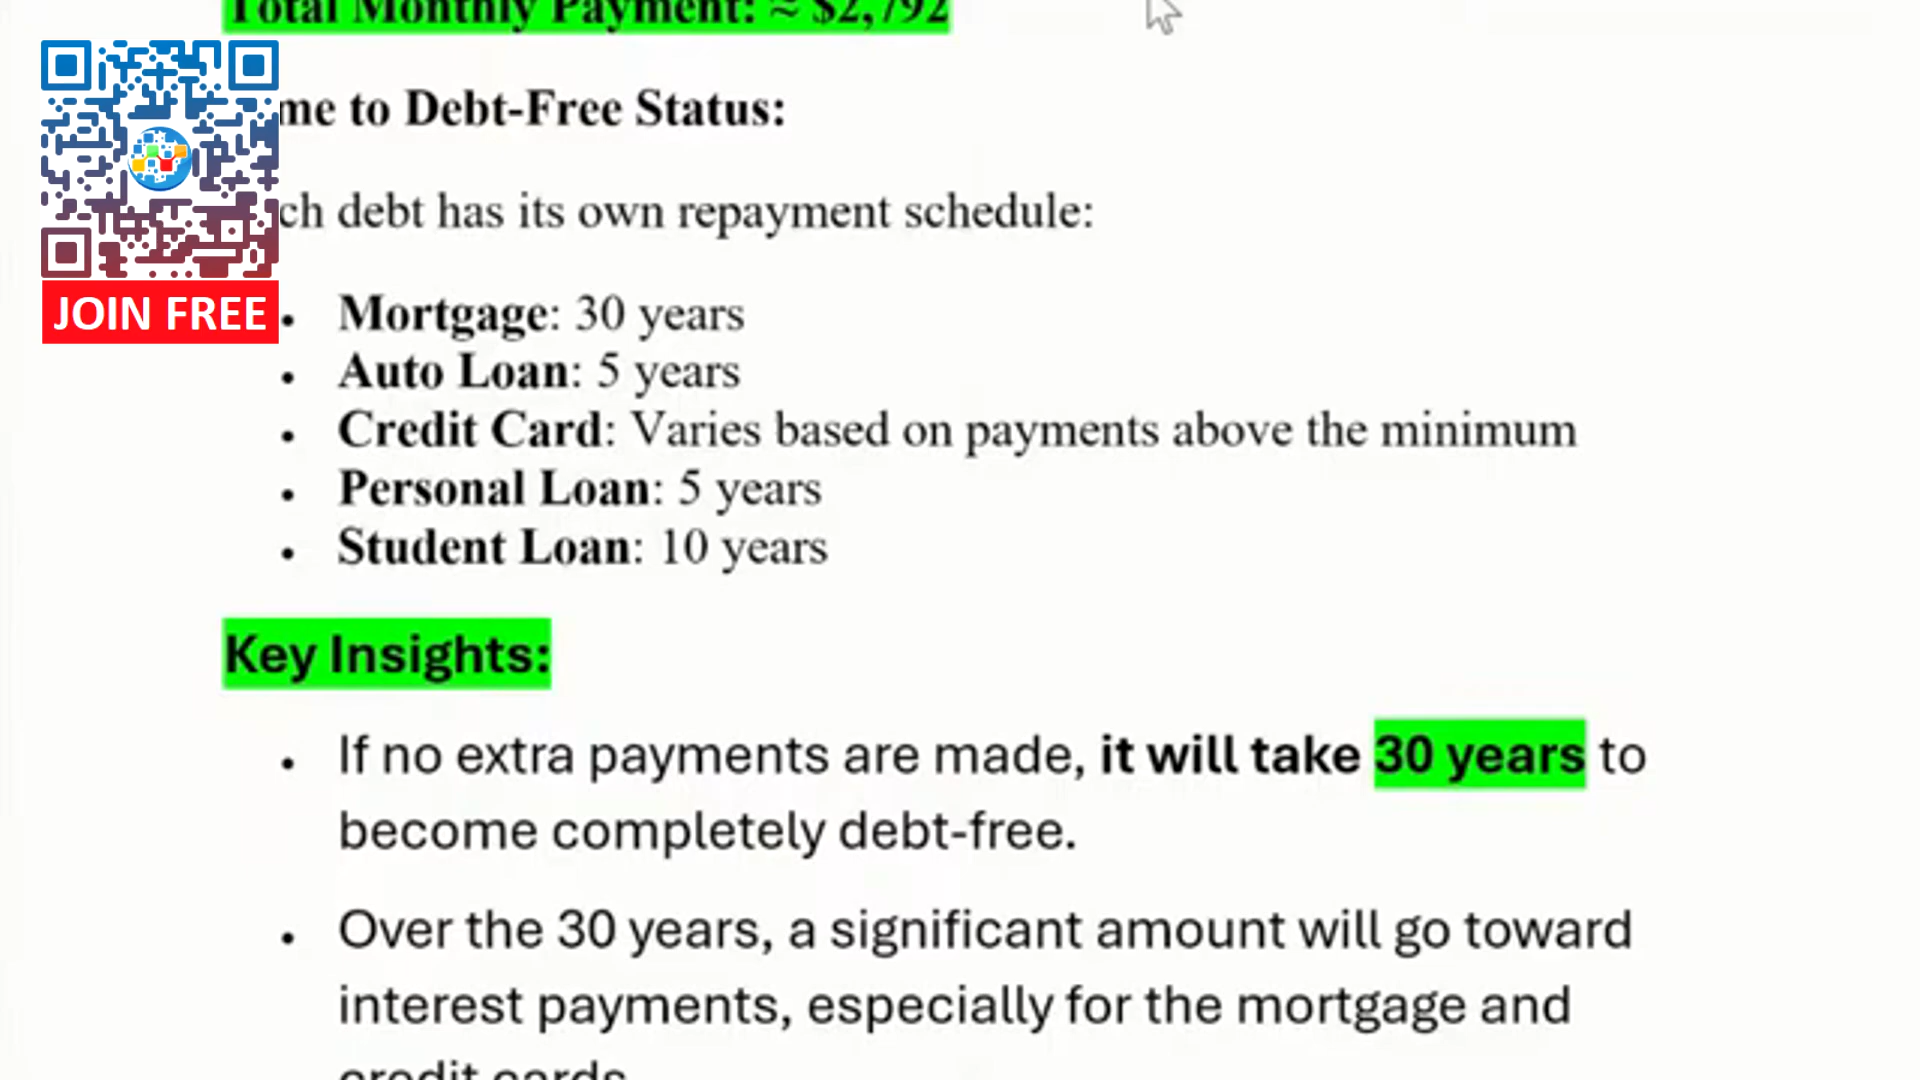 Total Monthly Payment: ≈ $2,792
me to Debt-Free Status:
ch debt has its own repayment schedule:
JOIN FREE
• Mortgage: 30 years
• Auto Loan: 5 years
• Credit Card: Varies based on payments above the minimum
• Personal Loan: 5 years
• Student Loan: 10 years
Key Insights:
• If no extra payments are made, it will take 30 years to
become completely debt-free.
• Over the 30 years, a significant amount will go toward
interest payments, especially for the mortgage and
credit cards.